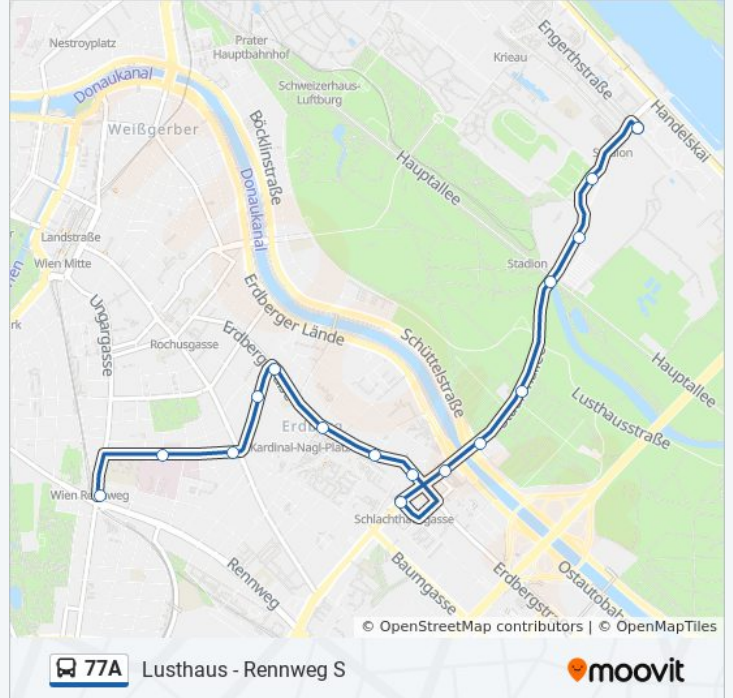 Nestroyplatz
Prater
Hauptbahnhof
Krieau
Engerthstraße
Donaukanal
Schweizerhaus-
Luftburg
Handelskai
Weißgerber
Böcklinstraße
Hauptallee
Donaukanal
Landstraße
Wien Mitte
Stadion
Ungargasse
Erdberger Lände
Rochusgasse
Schüttelstraße
Hauptallee
Lusthausstraße
Kardinal-Nagl-Platz
Wien Rennweg
Schlachthausgasse
Rennweg
Baumgasse
Erdbergstr
Ostautobah
© OpenStreetMap contributors | © OpenMapTiles
77A Lusthaus - Rennweg S
moovit